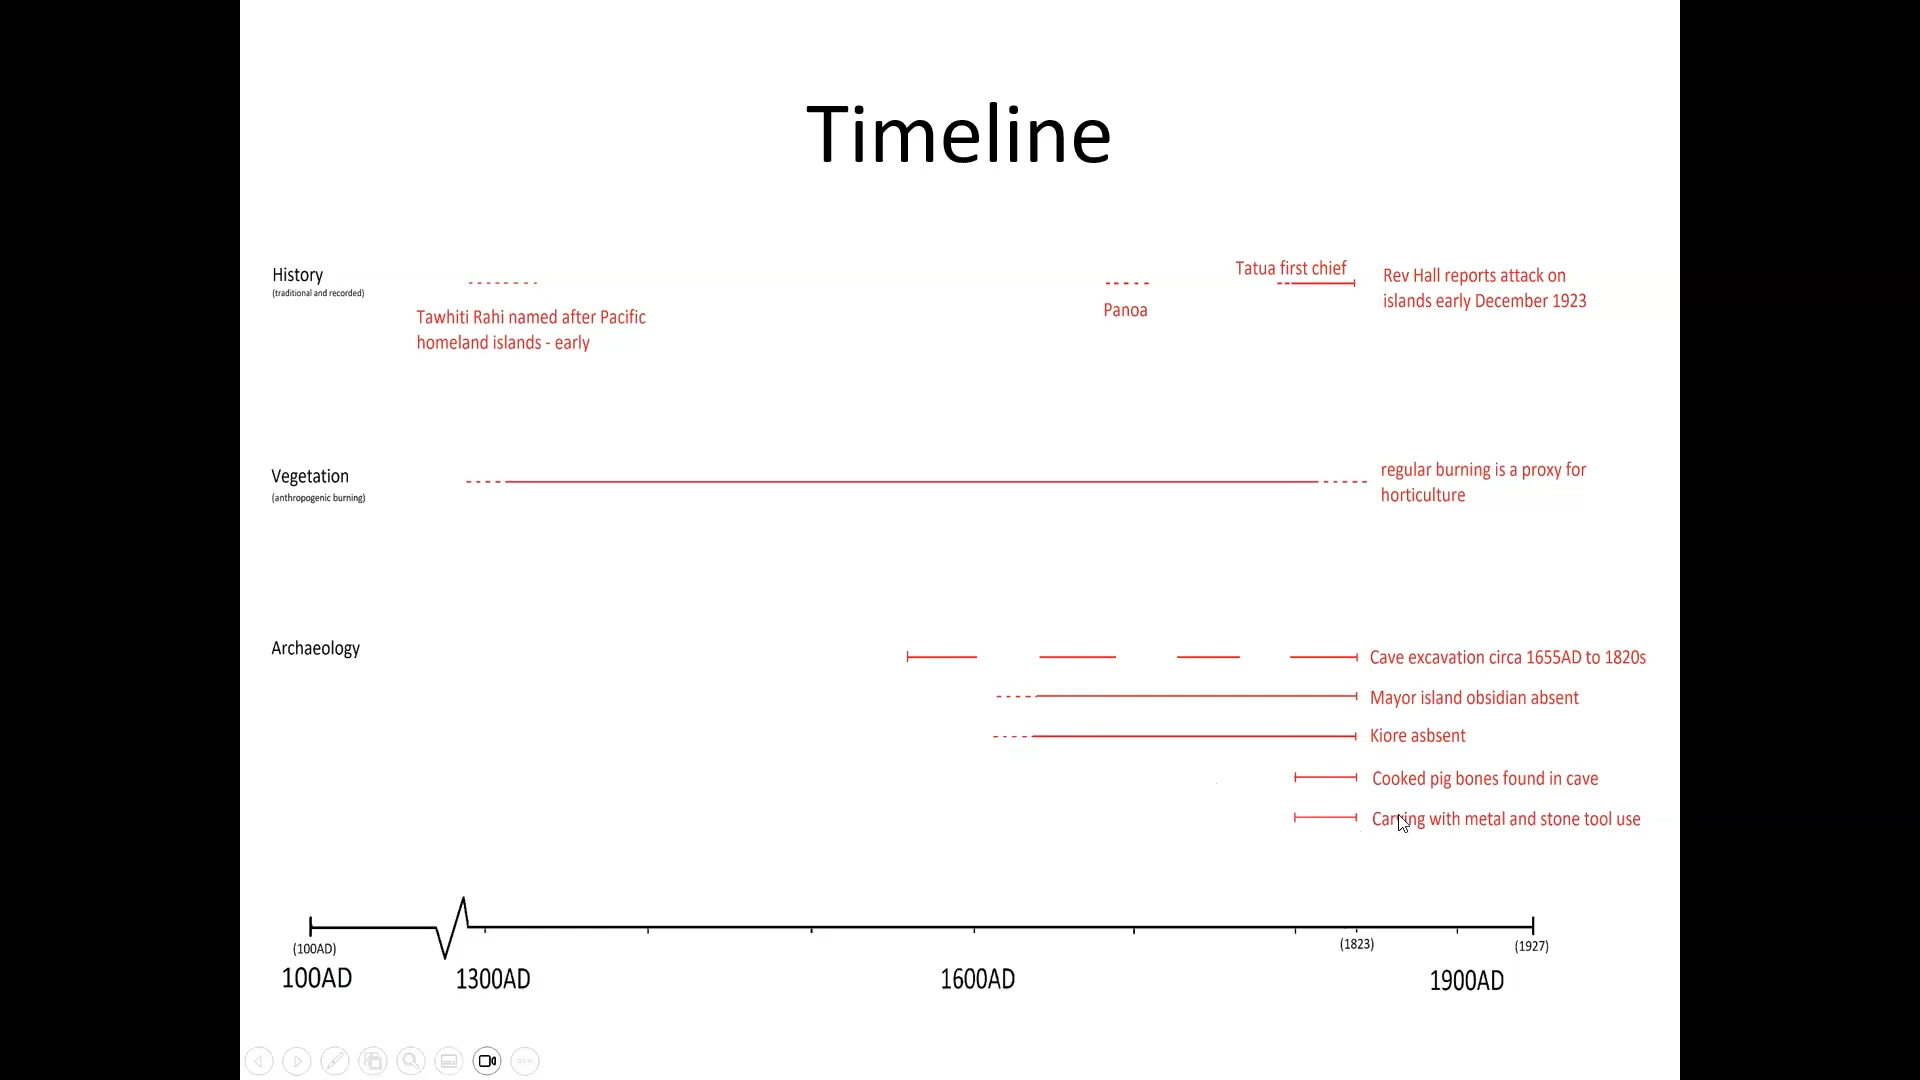 Timeline
History
(traditional and recorded)
Tawhiti Rahi named after Pacific
homeland islands - early
Panoa
Tatua first chief
Rev Hall reports attack on
islands early December 1923
Vegetation
(anthropogenic burning)
regular burning is a proxy for
horticulture
Archaeology
Cave excavation circa 1655AD to 1820s
Mayor island obsidian absent
Kiore asbsent
Cooked pig bones found in cave
Carving with metal and stone tool use
(100AD)
(1823)
(1927)
100AD
1300AD
1600AD
1900AD